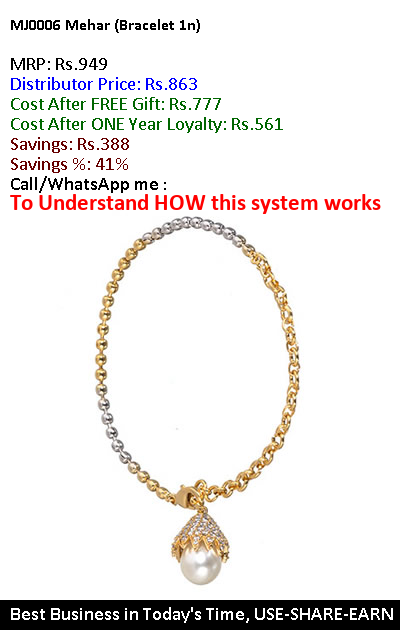 MJ0006 Mehar (Bracelet 1n)
MRP: Rs.949
Distributor Price: Rs.863
Cost After FREE Gift: Rs.777
Cost After ONE Year Loyalty: Rs.561
Savings: Rs.388
Savings %: 41%
Call/WhatsApp me :
To Understand HOW this system works
Best Business in Today's Time, USE-SHARE-EARN